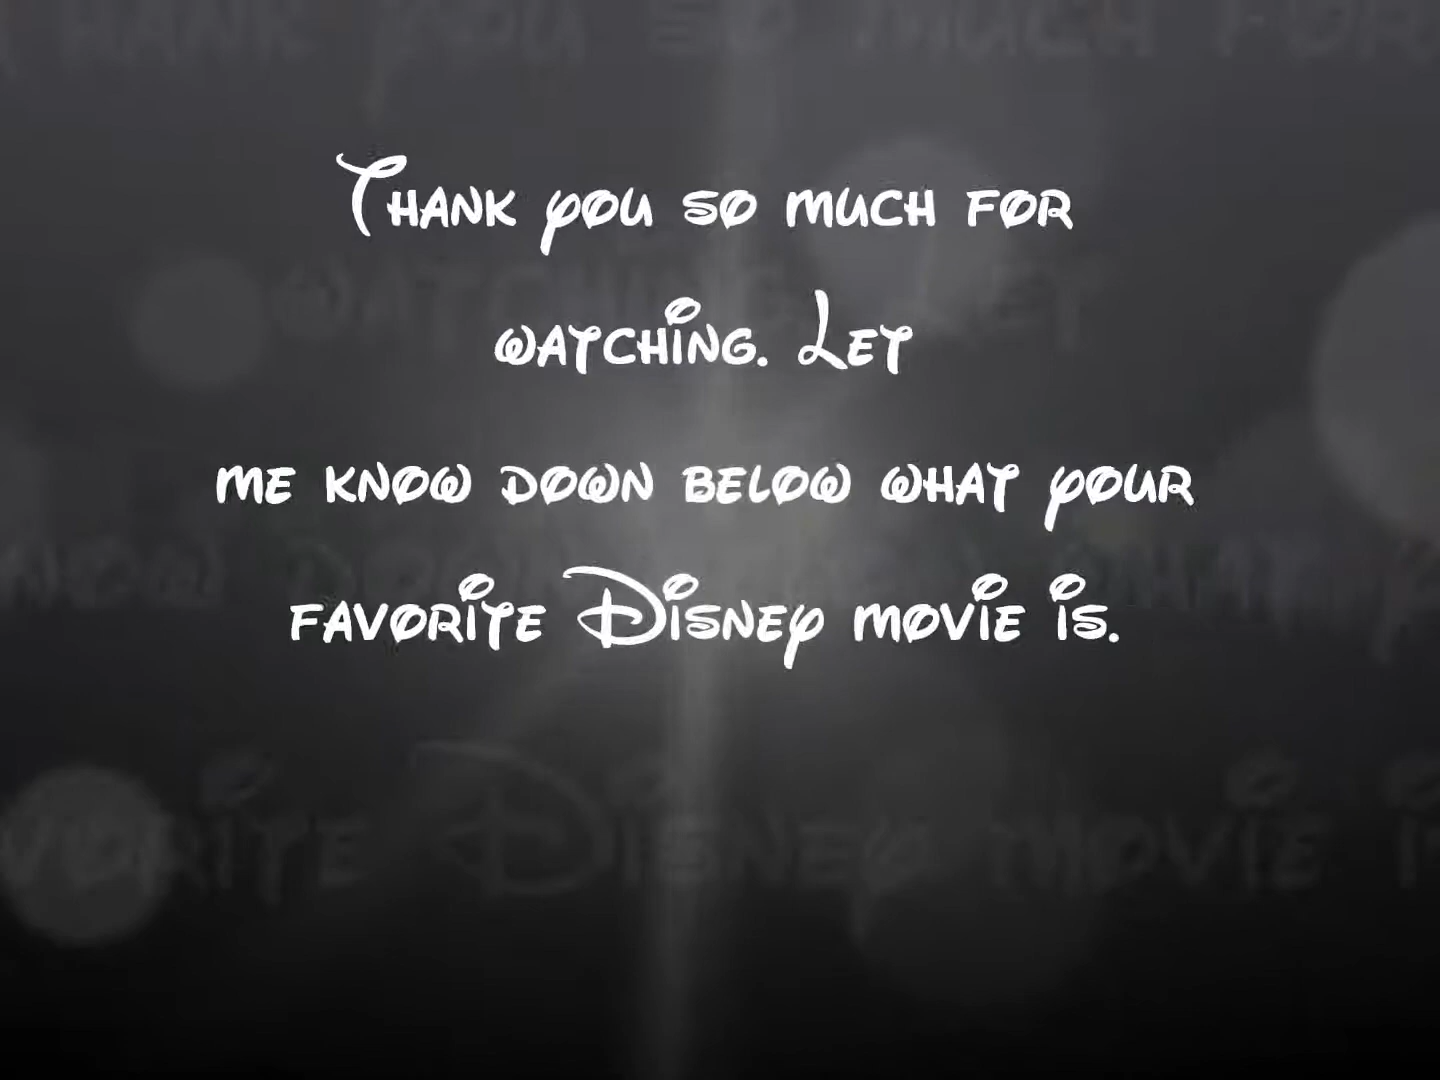 Thank you so much for
watching. Let
me know down below what your
favorite Disney movie is.